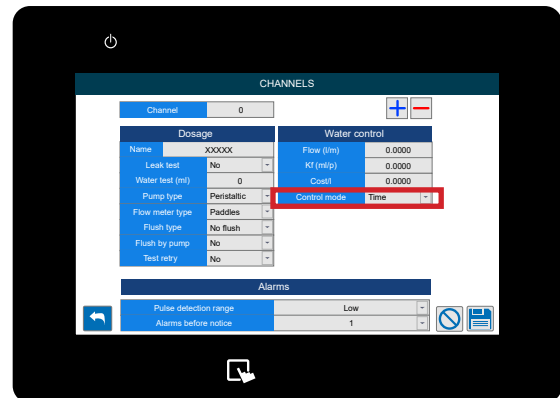 CHANNELS
Channel 0
Dosage
Name XXXXX
Leak test No
Water test (ml) 0
Pump type Peristaltic
Flow meter type Paddles
Flush type No flush
Flush by pump No
Test retry No
Water control
Flow (l/m) 0.0000
Kf (ml/p) 0.0000
Cost/l 0.0000
Control mode Time
Alarms
Pulse detection range Low
Alarms before notice 1